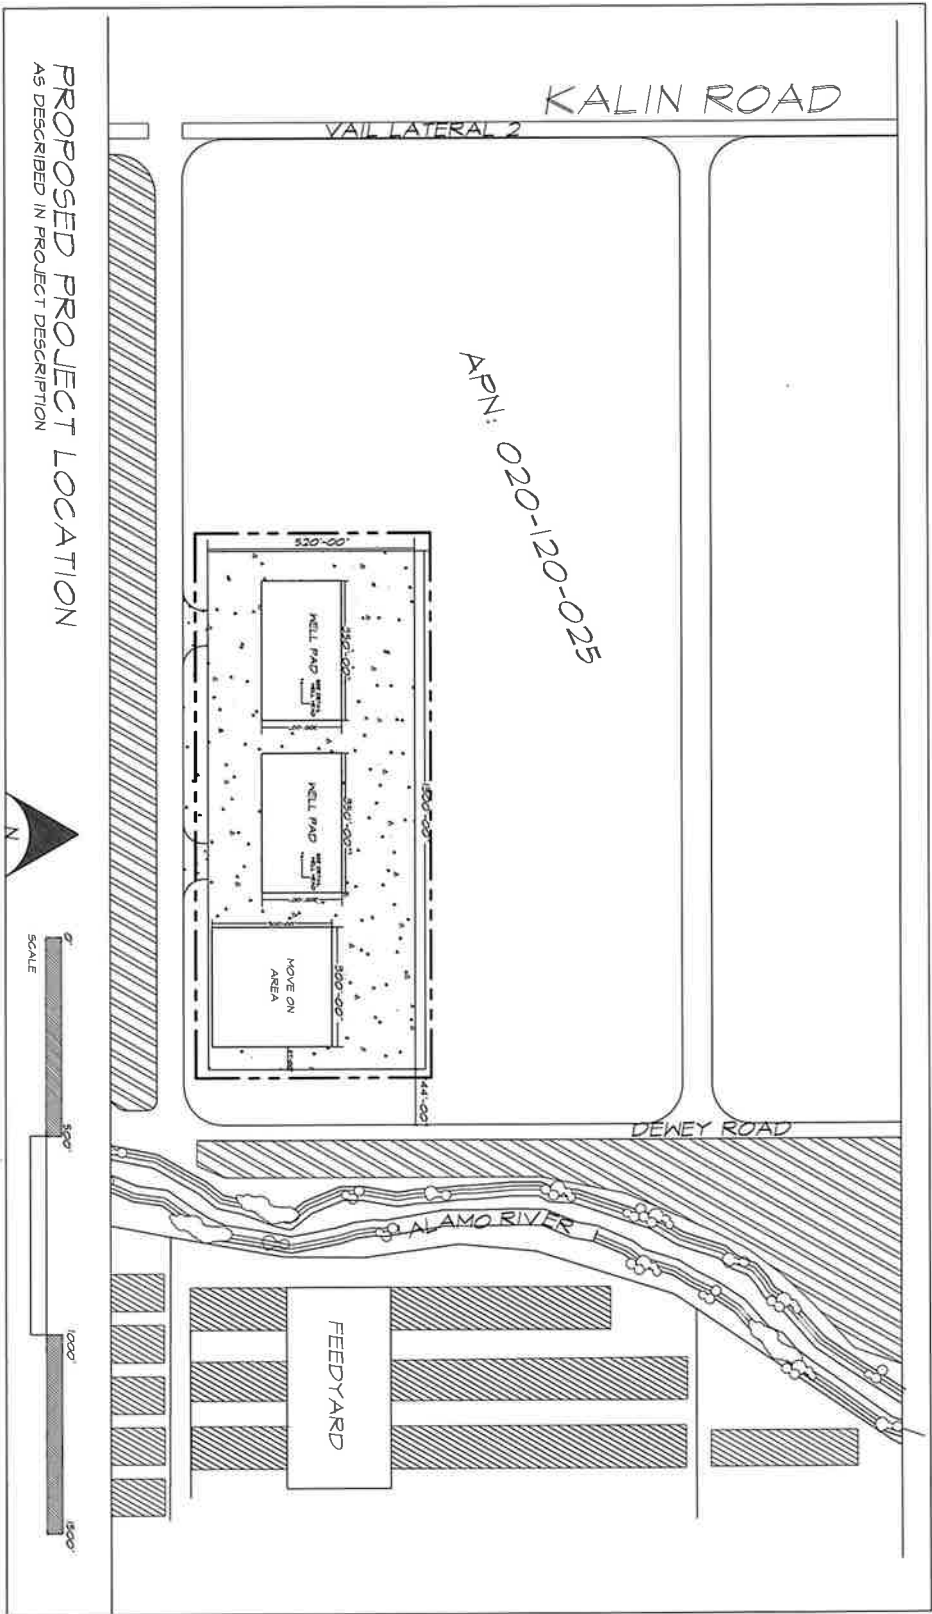 KALIN ROAD
VAIL LATERAL 2
APN: 020-120-025
520'-00"
WELL PAD
350'-00"
WELL PAD
350'-00"
1500'-00"
MOVE ON
AREA
300'-00"
44'-00"
DEWEY ROAD
ALAMO RIVER
FEEDYARD
PROPOSED PROJECT LOCATION
AS DESCRIBED IN PROJECT DESCRIPTION
N
0'
500'
1000'
1500'
SCALE